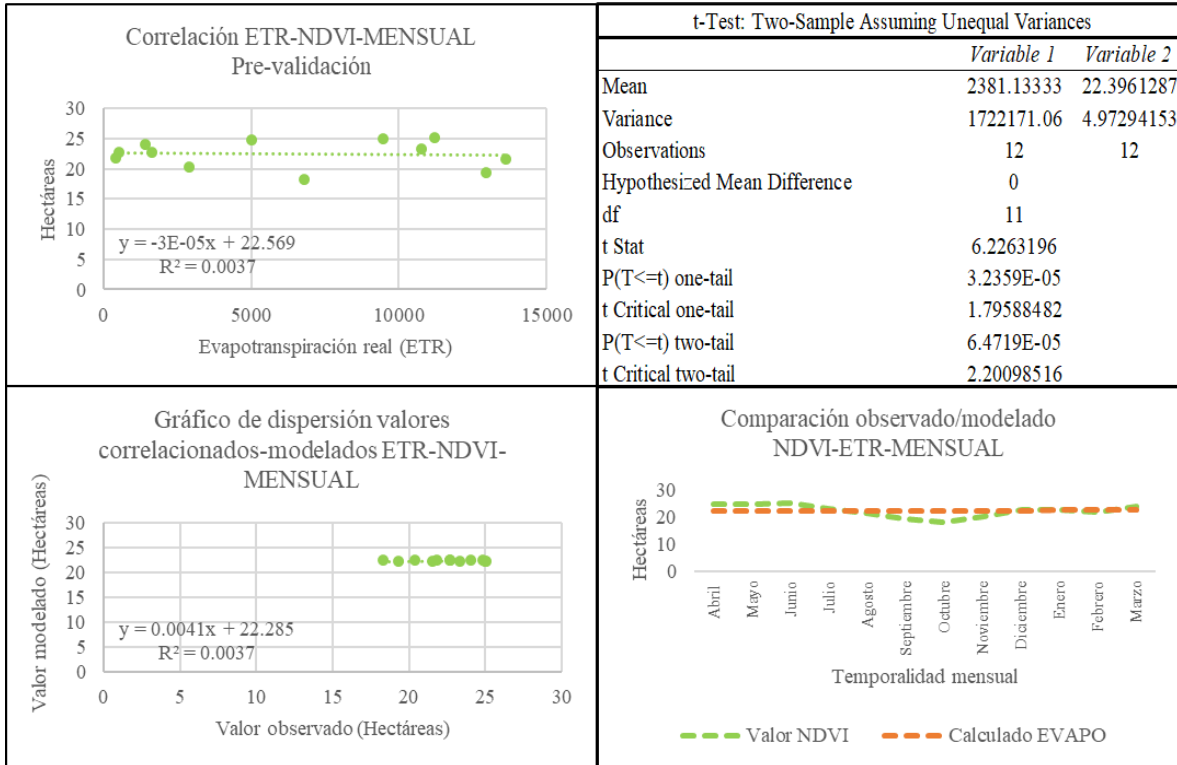 Correlación ETR-NDVI-MENSUAL
Pre-validación
Hectáreas
30
25
20
15
10
5
0
y = -3E-05x + 22.569
R² = 0.0037
0 5000 10000 15000
Evapotranspiración real (ETR)
t-Test: Two-Sample Assuming Unequal Variances
Variable 1 Variable 2
Mean 2381.13333 22.3961287
Variance 1722171.06 4.97294153
Observations 12 12
Hypothesized Mean Difference 0
df 11
t Stat 6.2263196
P(T<=t) one-tail 3.2359E-05
t Critical one-tail 1.79588482
P(T<=t) two-tail 6.4719E-05
t Critical two-tail 2.20098516
Gráfico de dispersión valores
correlacionados-modelados ETR-NDVI-
MENSUAL
Valor modelado (Hectáreas)
30
25
20
15
10
5
0
y = 0.0041x + 22.285
R² = 0.0037
0 5 10 15 20 25 30
Valor observado (Hectáreas)
Comparación observado/modelado
NDVI-ETR-MENSUAL
Hectáreas
30
20
10
0
Abril
Mayo
Junio
Julio
Agosto
Septiembre
Octubre
Noviembre
Diciembre
Enero
Febrero
Marzo
Temporalidad mensual
Valor NDVI Calculado EVAPO